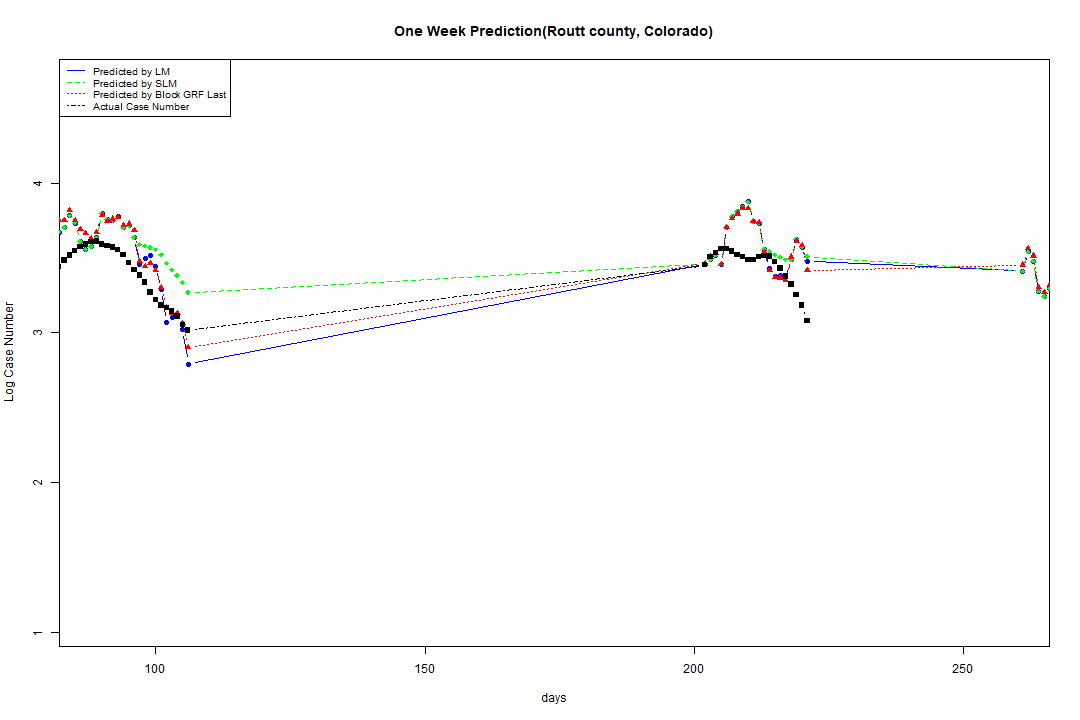 One Week Prediction(Routt county, Colorado)
Predicted by LM
Predicted by SLM
Predicted by Block GRF Last
Actual Case Number
4
3
2
1
Log Case Number
100 150 200 250
days